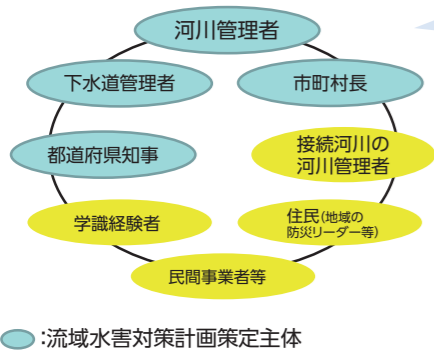 河川管理者
下水道管理者
市町村長
都道府県知事
接続河川の
河川管理者
学識経験者
住民(地域の
防災リーダー等)
民間事業者等
:流域水害対策計画策定主体